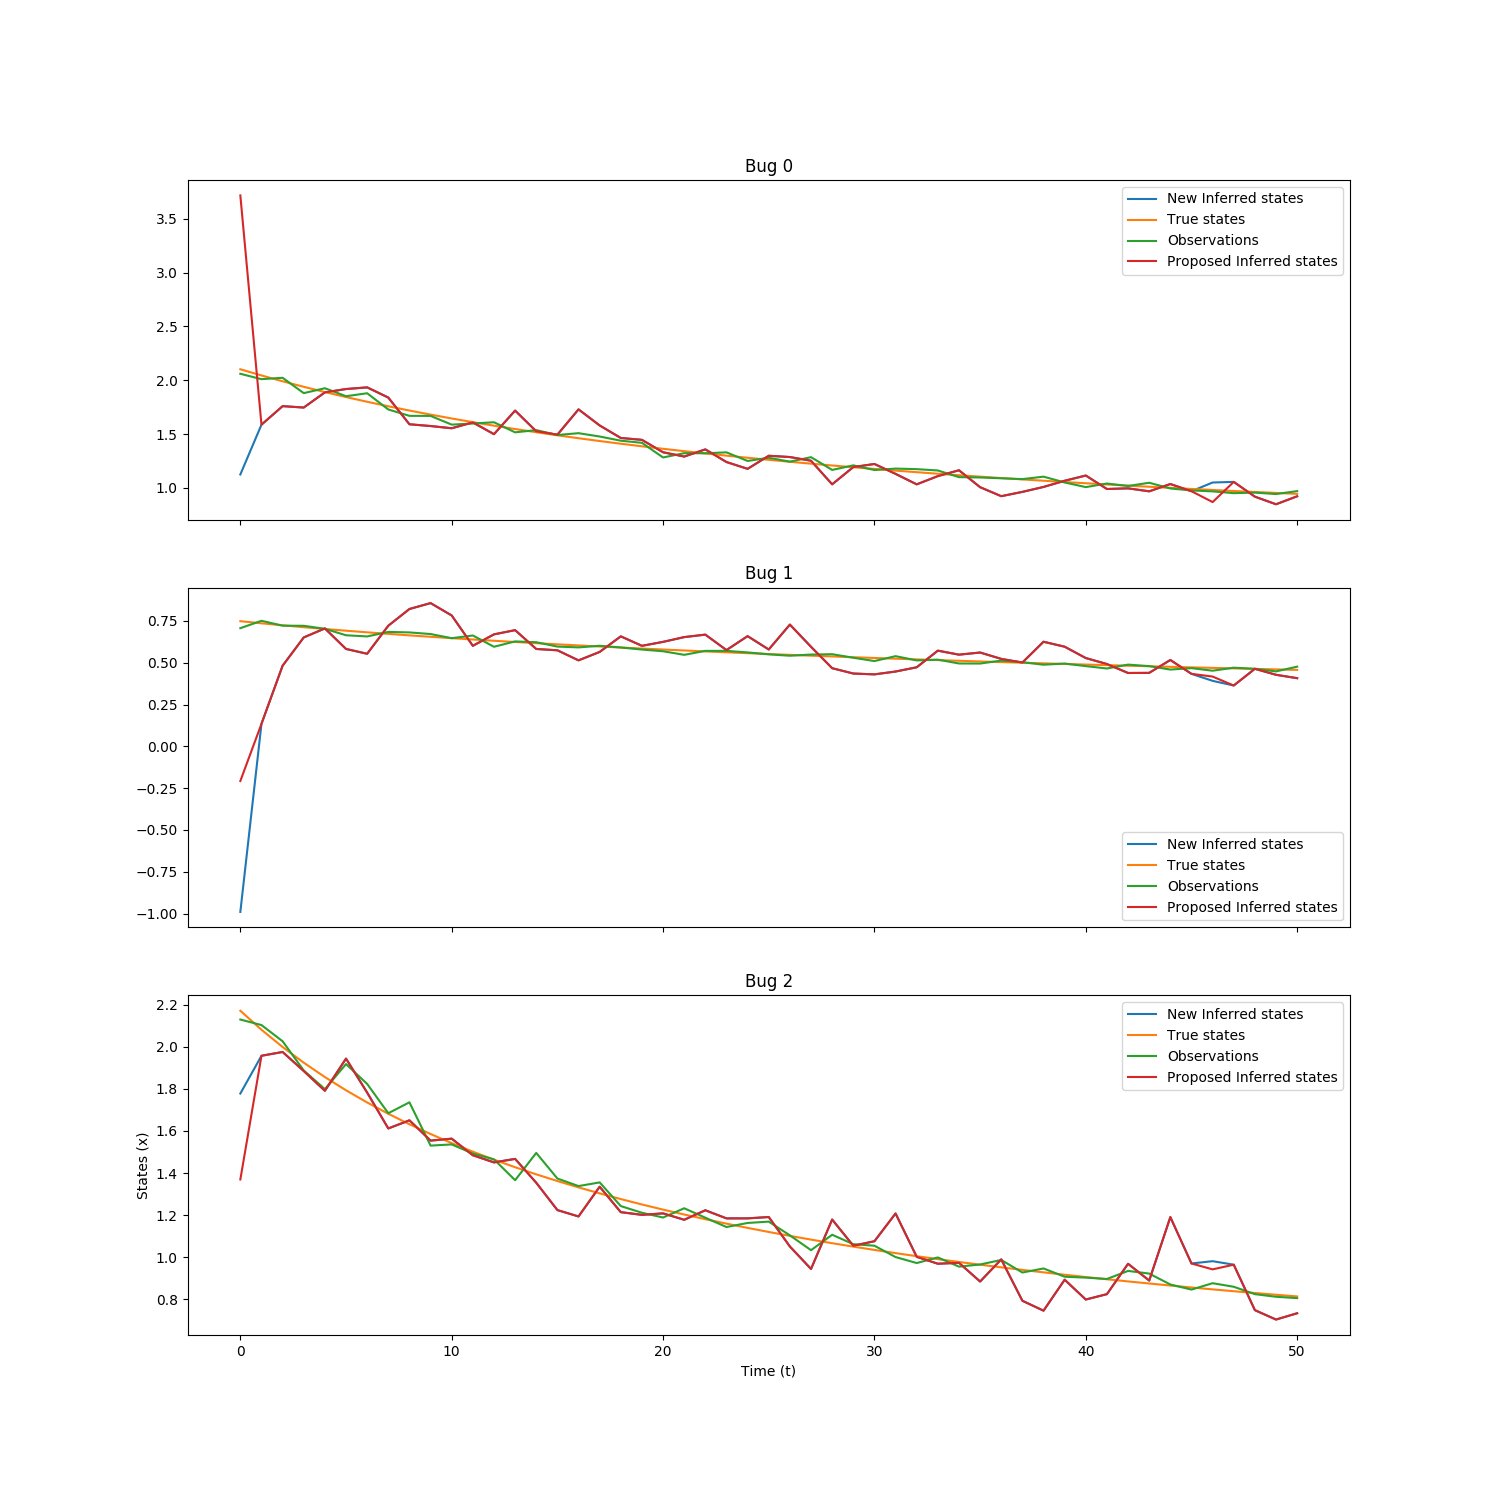 Bug 0
3.5
3.0
2.5
2.0
1.5
1.0
New Inferred states
True states
Observations
Proposed Inferred states
Bug 1
0.75
0.50
0.25
0.00
−0.25
−0.50
−0.75
−1.00
New Inferred states
True states
Observations
Proposed Inferred states
Bug 2
2.2
2.0
1.8
1.6
1.4
1.2
1.0
0.8
States (x)
New Inferred states
True states
Observations
Proposed Inferred states
0 10 20 30 40 50
Time (t)